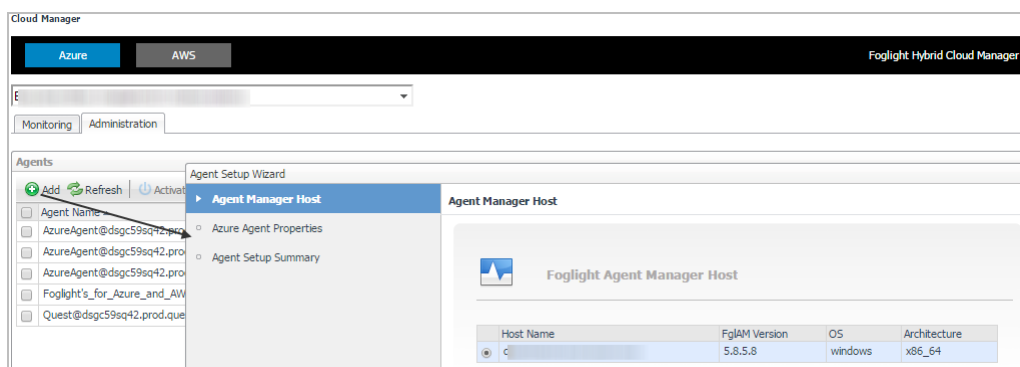 Cloud Manager
Azure AWS Foglight Hybrid Cloud Manager
Monitoring Administration
Agents
Add Refresh Activat
Agent Name
AzureAgent@dsgc59sq42.pro
AzureAgent@dsgc59sq42.pro
AzureAgent@dsgc59sq42.pro
Foglight's_for_Azure_and_AW
Quest@dsgc59sq42.prod.que
Agent Setup Wizard
Agent Manager Host
Azure Agent Properties
Agent Setup Summary
Agent Manager Host
Foglight Agent Manager Host
Host Name FglAM Version OS Architecture
5.8.5.8 windows x86_64